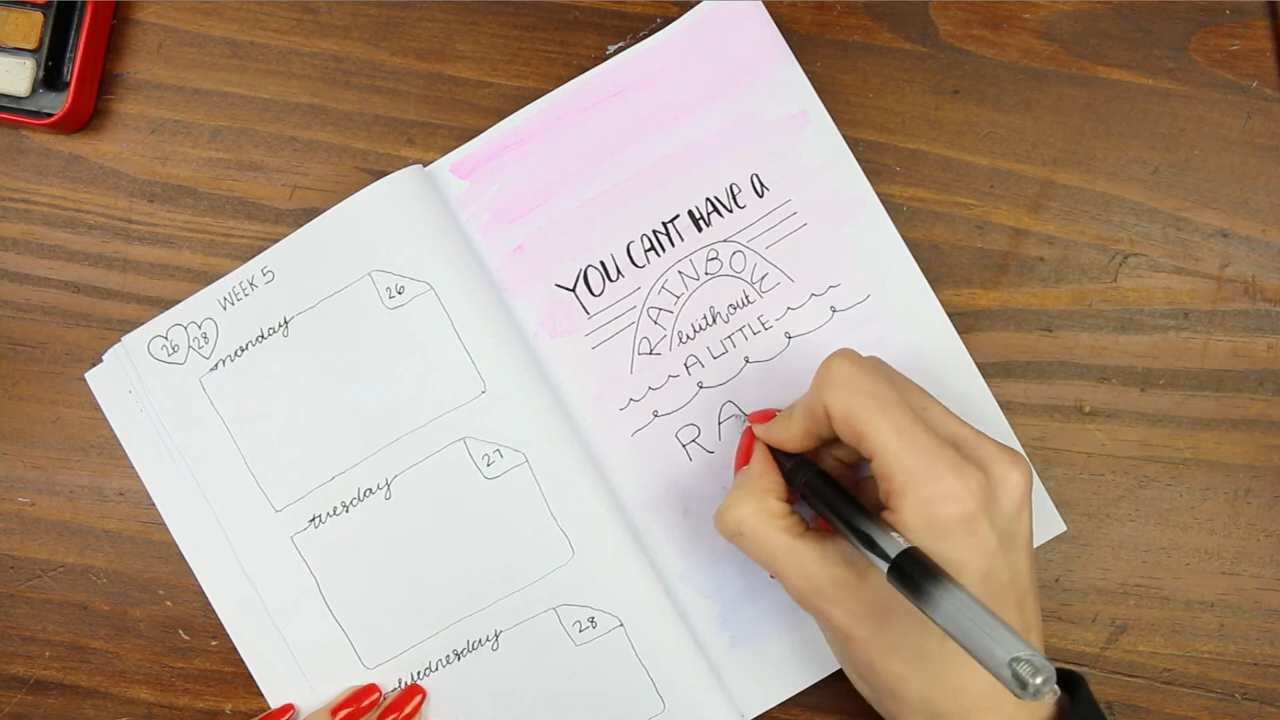 WEEK 5
26 28
monday
26
tuesday
27
wednesday
28
YOU CANT HAVE a
RAINBOW
without
A LITTLE
RA